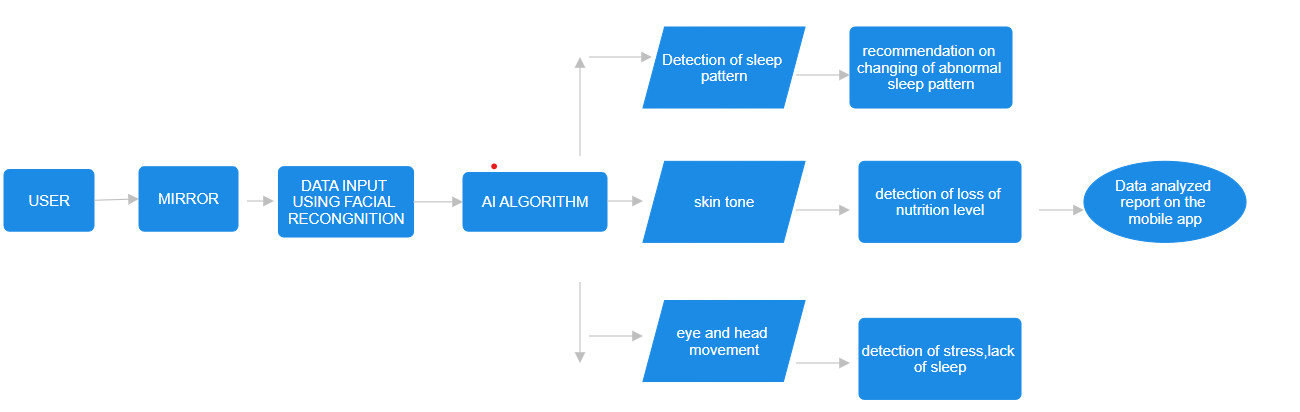 USER
MIRROR
DATA INPUT
USING FACIAL
RECONGNITION
AI ALGORITHM
Detection of sleep
pattern
recommendation on
changing of abnormal
sleep pattern
skin tone
detection of loss of
nutrition level
Data analyzed
report on the
mobile app
eye and head
movement
detection of stress,lack
of sleep